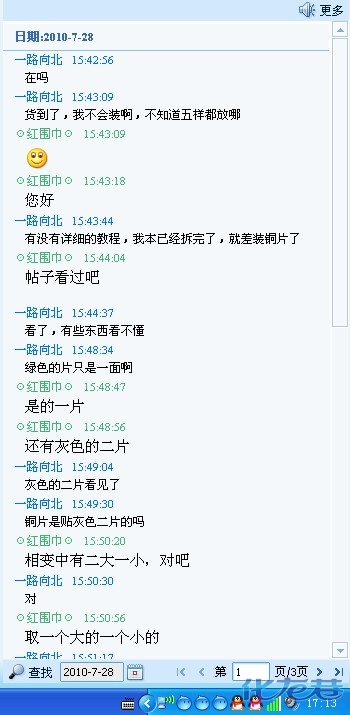 更多
日期:2010-7-28
一路向北 15:42:56
在吗
一路向北 15:43:09
货到了，我不会装啊，不知道五样都放哪
○红围巾○ 15:43:09
○红围巾○ 15:43:18
您好
一路向北 15:43:44
有没有详细的教程，我本已经拆完了，就差装铜片了
○红围巾○ 15:44:04
帖子看过吧
一路向北 15:44:37
看了，有些东西看不懂
一路向北 15:48:34
绿色的片只是一面啊
○红围巾○ 15:48:47
是的一片
○红围巾○ 15:48:56
还有灰色的二片
一路向北 15:49:04
灰色的二片看见了
一路向北 15:49:30
铜片是贴灰色二片的吗
○红围巾○ 15:50:20
相变中有二大一小，对吧
一路向北 15:50:30
对
○红围巾○ 15:50:56
取一个大的一个小的
一路向北 15:51:17
查找 2010-7-28 第 1 页/3页
化龙巷
17:13